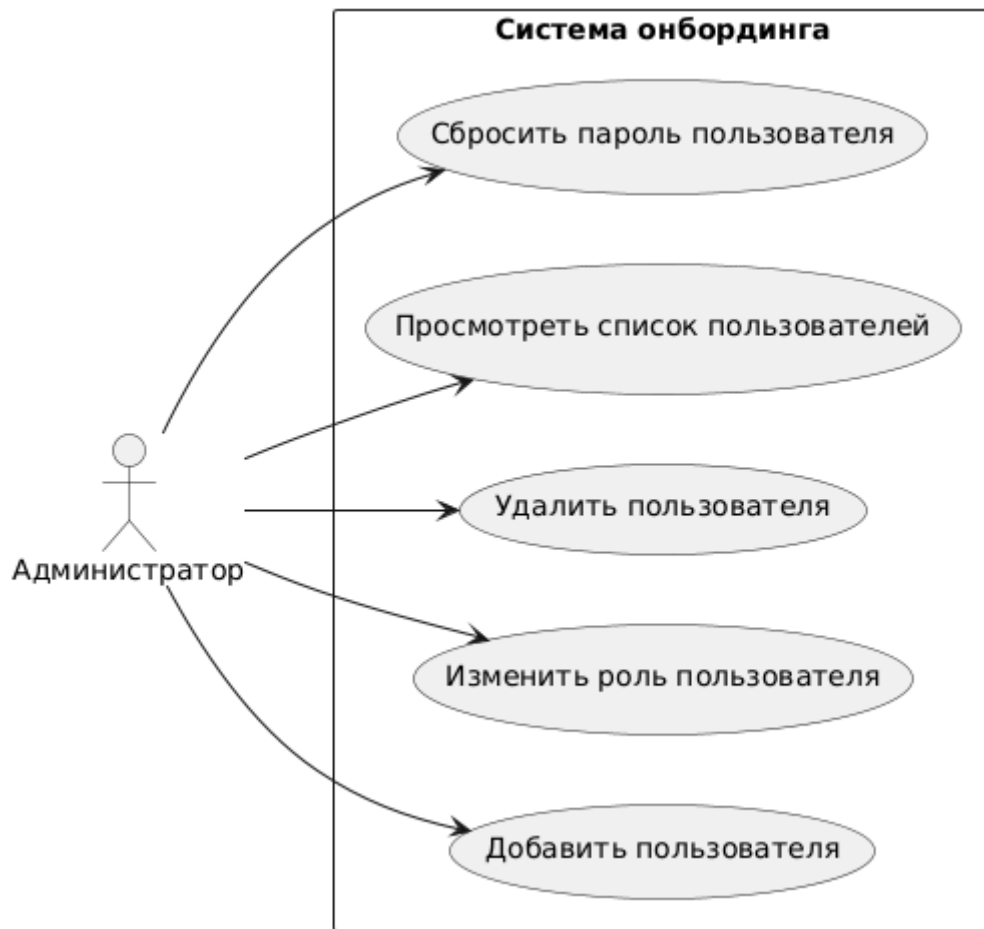 Система онбординга
Сбросить пароль пользователя
Просмотреть список пользователей
Удалить пользователя
Администратор
Изменить роль пользователя
Добавить пользователя